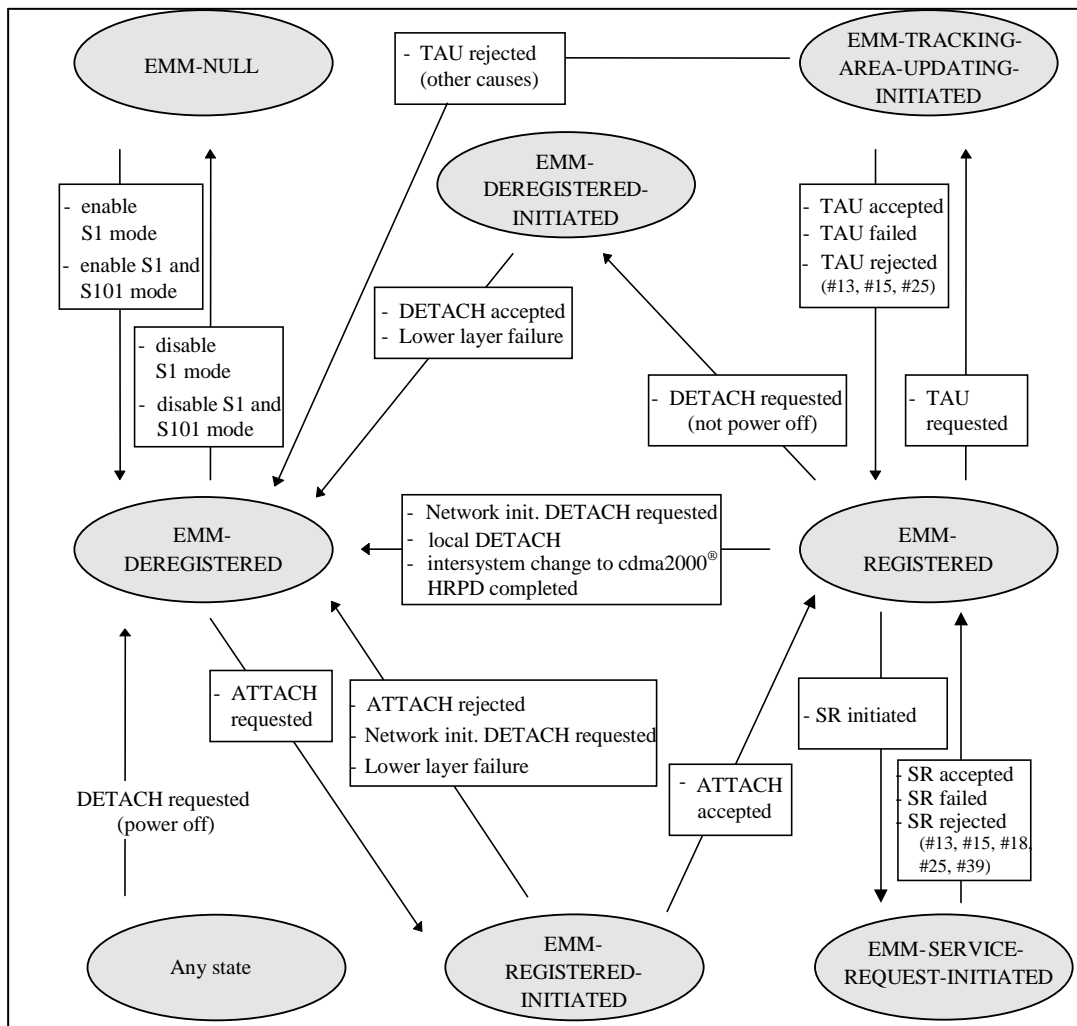 EMM-NULL
- TAU rejected
(other causes)
EMM-TRACKING-
AREA-UPDATING-
INITIATED
EMM-
DEREGISTERED-
INITIATED
- enable
S1 mode
- enable S1 and
S101 mode
- disable
S1 mode
- disable S1 and
S101 mode
- DETACH accepted
- Lower layer failure
- TAU accepted
- TAU failed
- TAU rejected
(#13, #15, #25)
- DETACH requested
(not power off)
- TAU
requested
EMM-
DEREGISTERED
- Network init. DETACH requested
- local DETACH
- intersystem change to cdma2000®
HRPD completed
EMM-
REGISTERED
- ATTACH
requested
- ATTACH rejected
- Network init. DETACH requested
- Lower layer failure
- SR initiated
DETACH requested
(power off)
- ATTACH
accepted
- SR accepted
- SR failed
- SR rejected
(#13, #15, #18,
#25, #39)
Any state
EMM-
REGISTERED-
INITIATED
EMM-SERVICE-
REQUEST-INITIATED